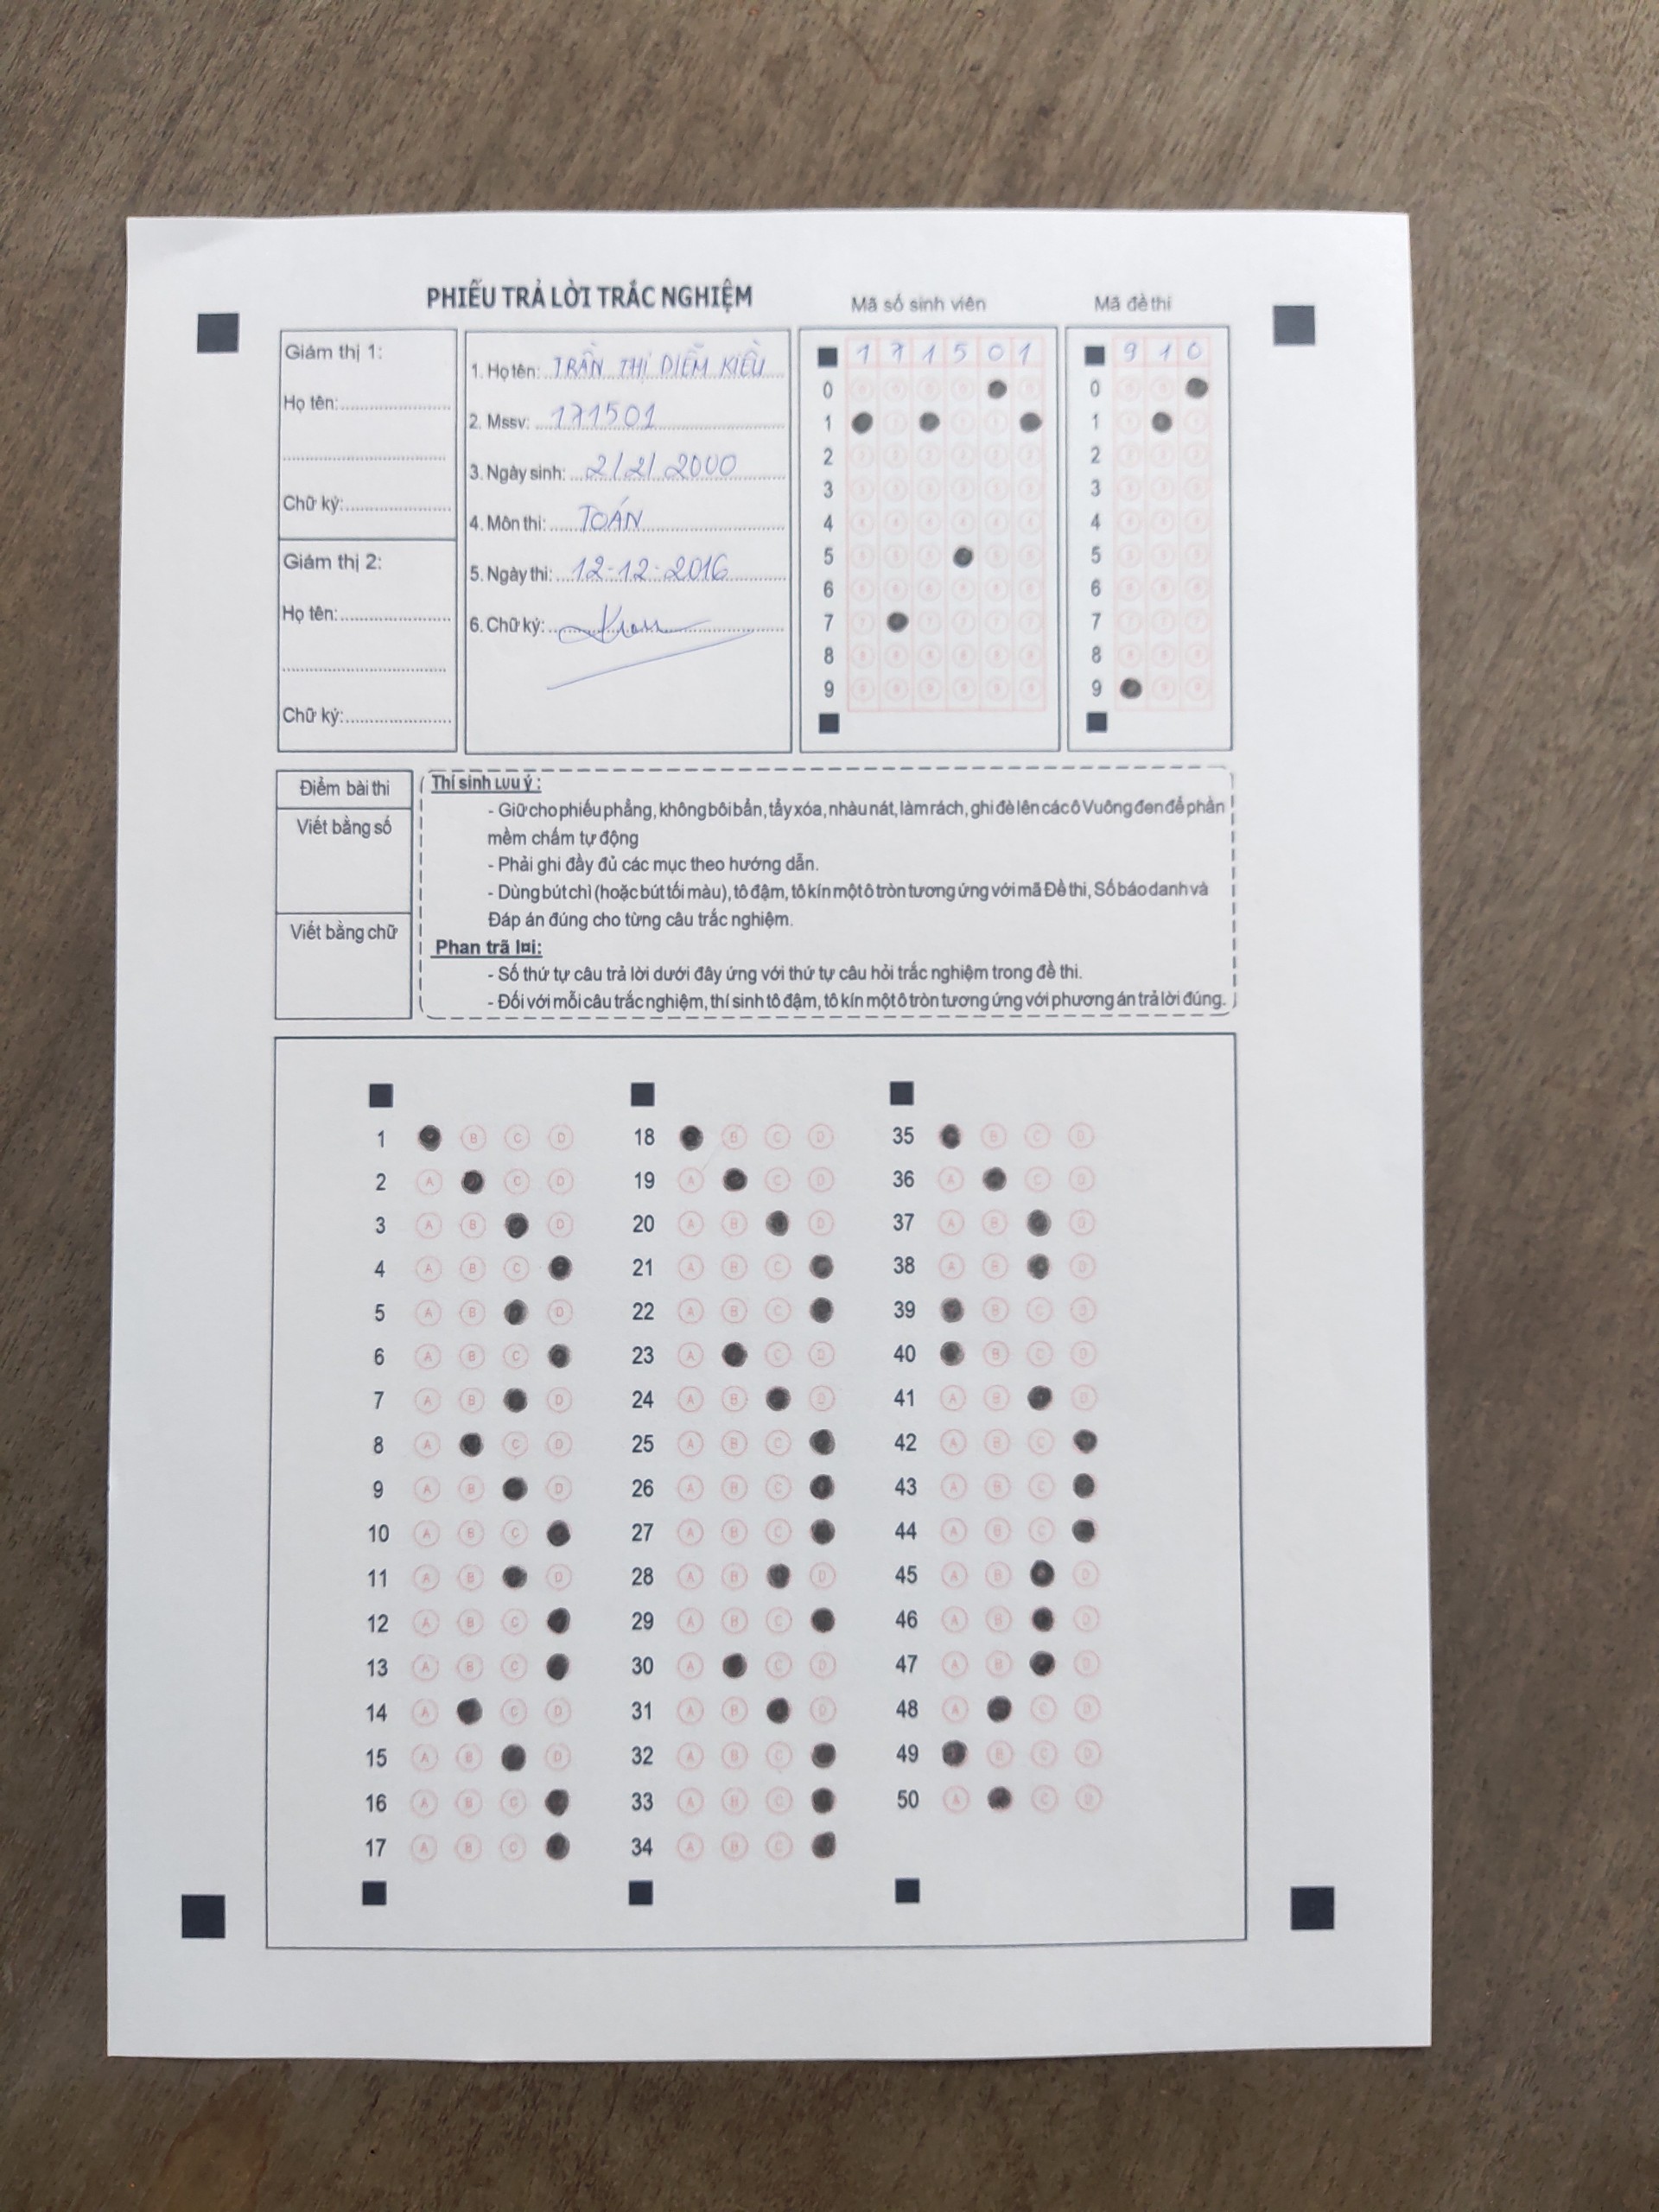 PHIẾU TRẢ LỜI TRẮC NGHIỆM
Mã số sinh viên
Mã đề thi
Giám thị 1:
Họ tên:
Chữ ký:
Giám thị 2:
Họ tên:
Chữ ký:
1. Họ tên: TRẦN THỊ DIỄM KIỀU
2. Mssv: 171501
3. Ngày sinh: 2/2/2000
4. Môn thi: TOÁN
5. Ngày thi: 12-12-2016
6. Chữ ký:
1 7 1 5 0 1
0
1
2
3
4
5
6
7
8
9
9 1 0
0
1
2
3
4
5
6
7
8
9
Điểm bài thi
Viết bằng số
Viết bằng chữ
Thí sinh Lưu ý :
- Giữ cho phiếu phẳng, không bôi bẩn, tẩy xóa, nhàu nát, làm rách, ghi đè lên các ô Vuông đen để phần
mềm chấm tự động
- Phải ghi đầy đủ các mục theo hướng dẫn.
- Dùng bút chì (hoặc bút tối màu), tô đậm, tô kín một ô tròn tương ứng với mã Đề thi, Số báo danh và
Đáp án đúng cho từng câu trắc nghiệm.
Phan trã l¤i:
- Số thứ tự câu trả lời dưới đây ứng với thứ tự câu hỏi trắc nghiệm trong đề thi.
- Đối với mỗi câu trắc nghiệm, thí sinh tô đậm, tô kín một ô tròn tương ứng với phương án trả lời đúng.
1 B C D
2 A C D
3 A B D
4 A B C
5 A B D
6 A B C
7 A B D
8 A C D
9 A B D
10 A B C
11 A B D
12 A B C
13 A B C
14 A C D
15 A B D
16 A B C
17 A B C
18 B C D
19 A C D
20 A B D
21 A B C
22 A B C
23 A C D
24 A B D
25 A B C
26 A B C
27 A B C
28 A B D
29 A B C
30 A C D
31 A B D
32 A B C
33 A B C
34 A B C
35 B C D
36 A C D
37 A B D
38 A B D
39 B C D
40 B C D
41 A B D
42 A B C
43 A B C
44 A B C
45 A B D
46 A B D
47 A B D
48 A C D
49 B C D
50 A C D